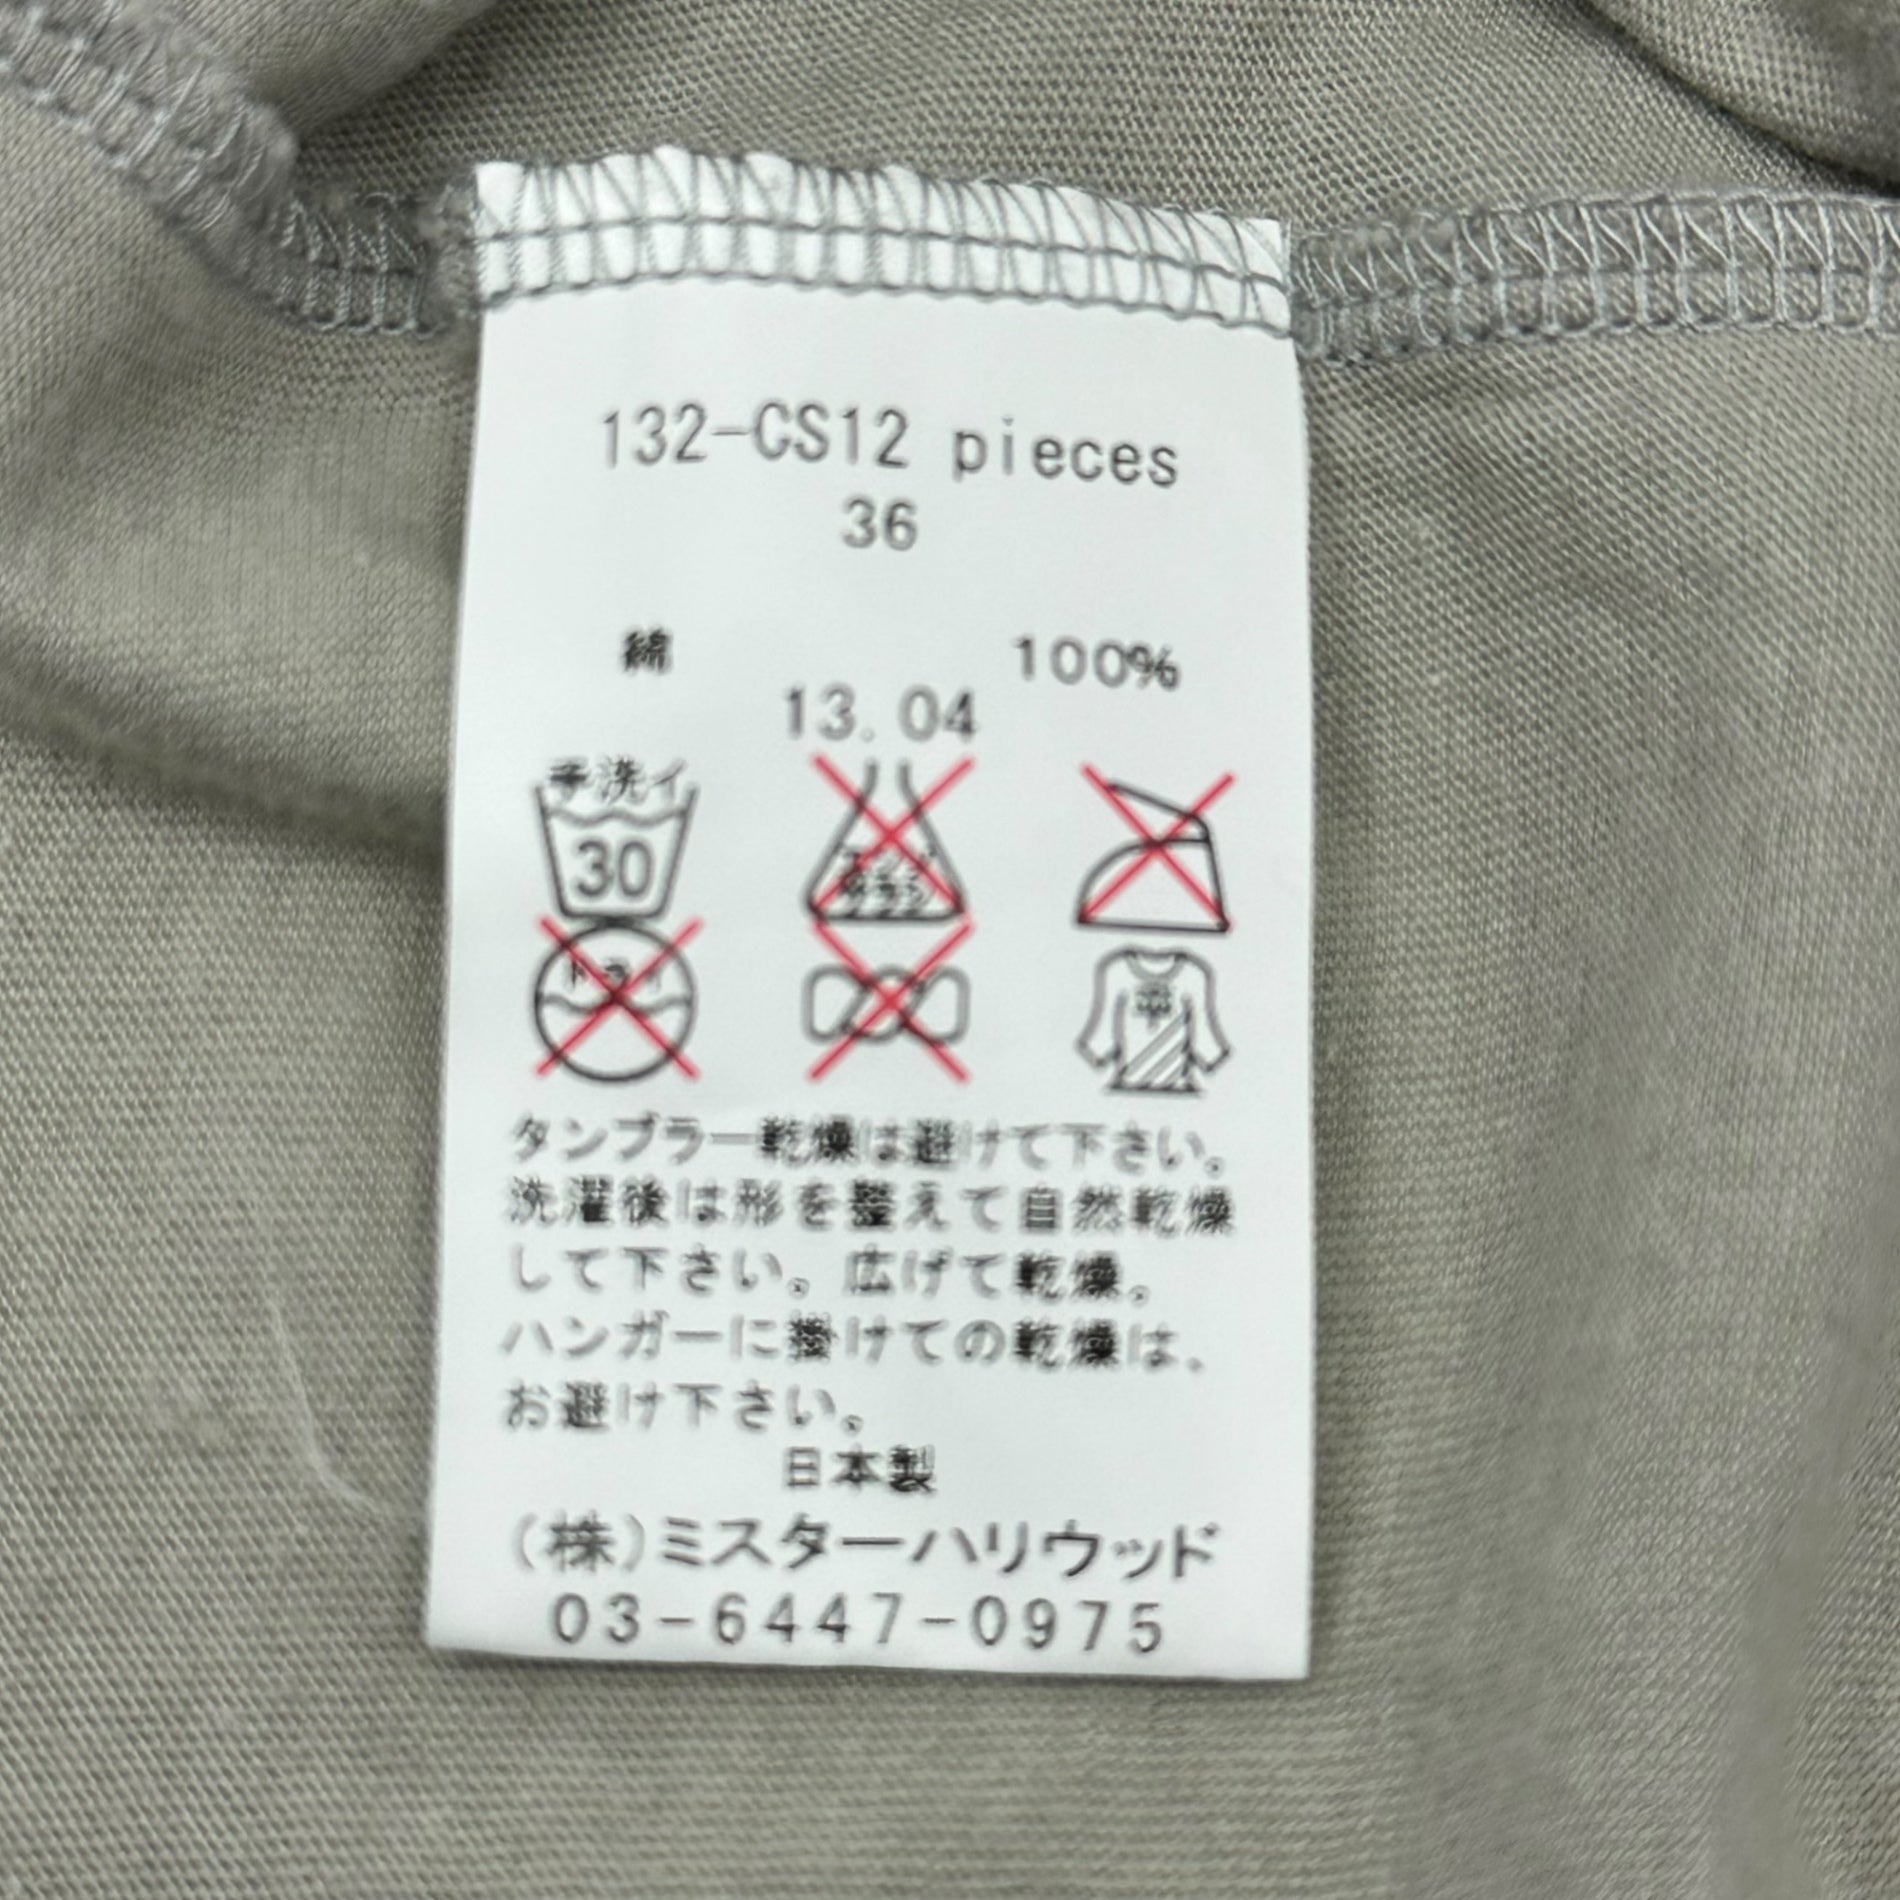 132-CS12 pieces
36
綿 100%
13.04
手洗イ
30
ドライ
平
タンブラー乾燥は避けて下さい。
洗濯後は形を整えて自然乾燥
して下さい。広げて乾燥。
ハンガーに掛けての乾燥は、
お避け下さい。
日本製
(株)ミスターハリウッド
03-6447-0975